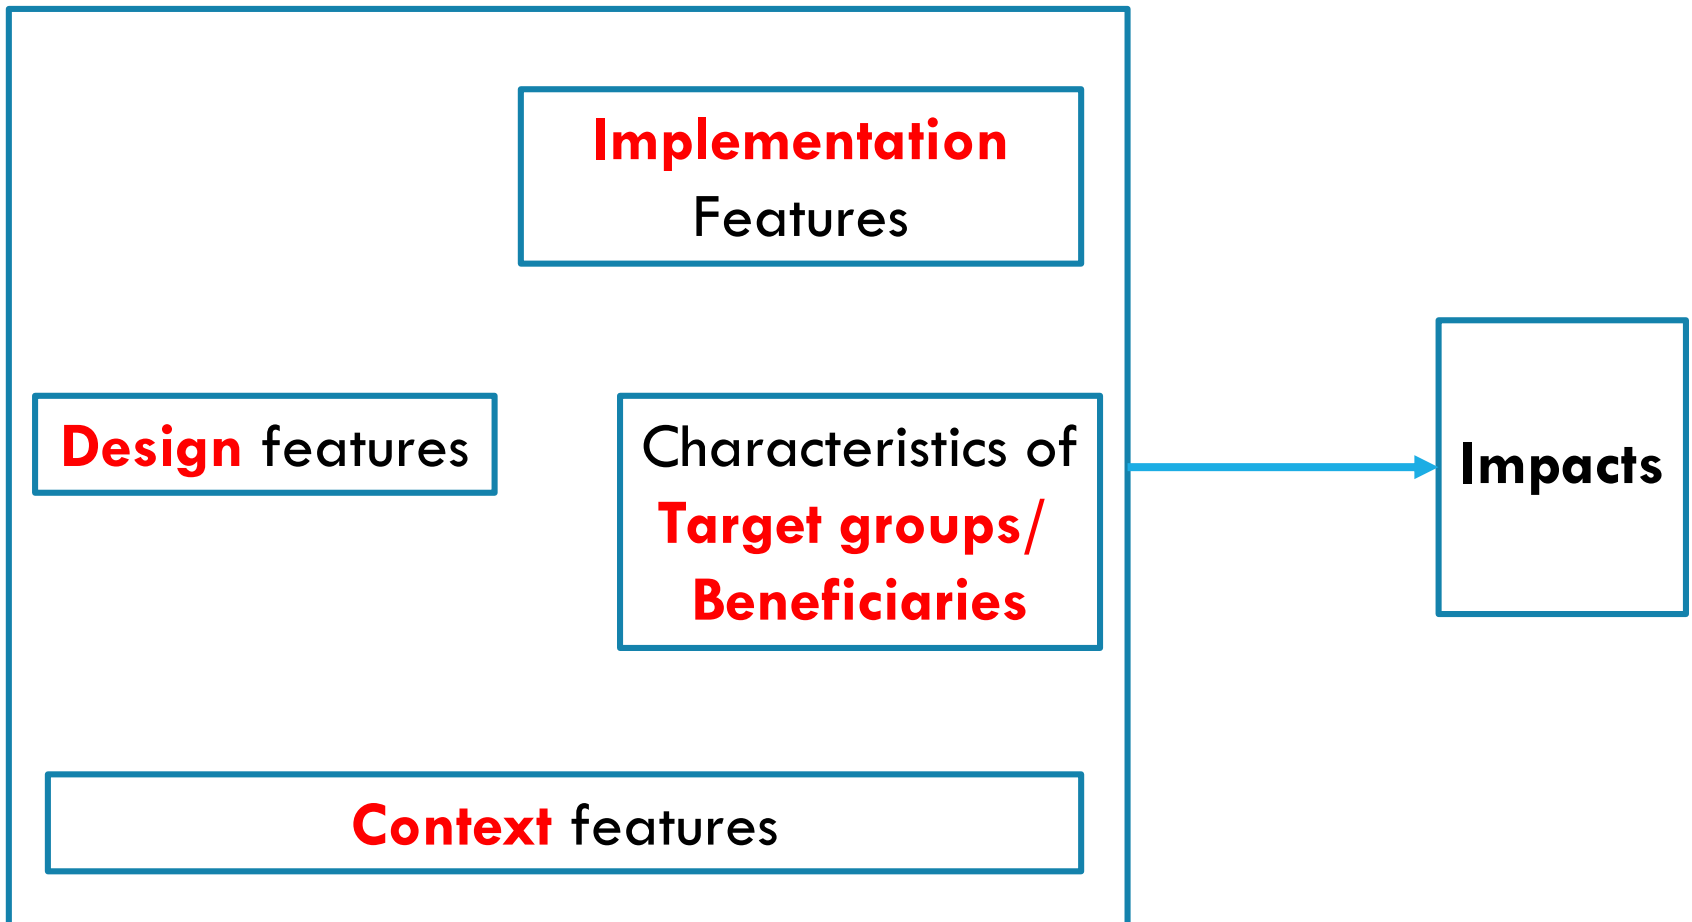 Implementation
Features
Design features
Characteristics of
Target groups/
Beneficiaries
Impacts
Context features